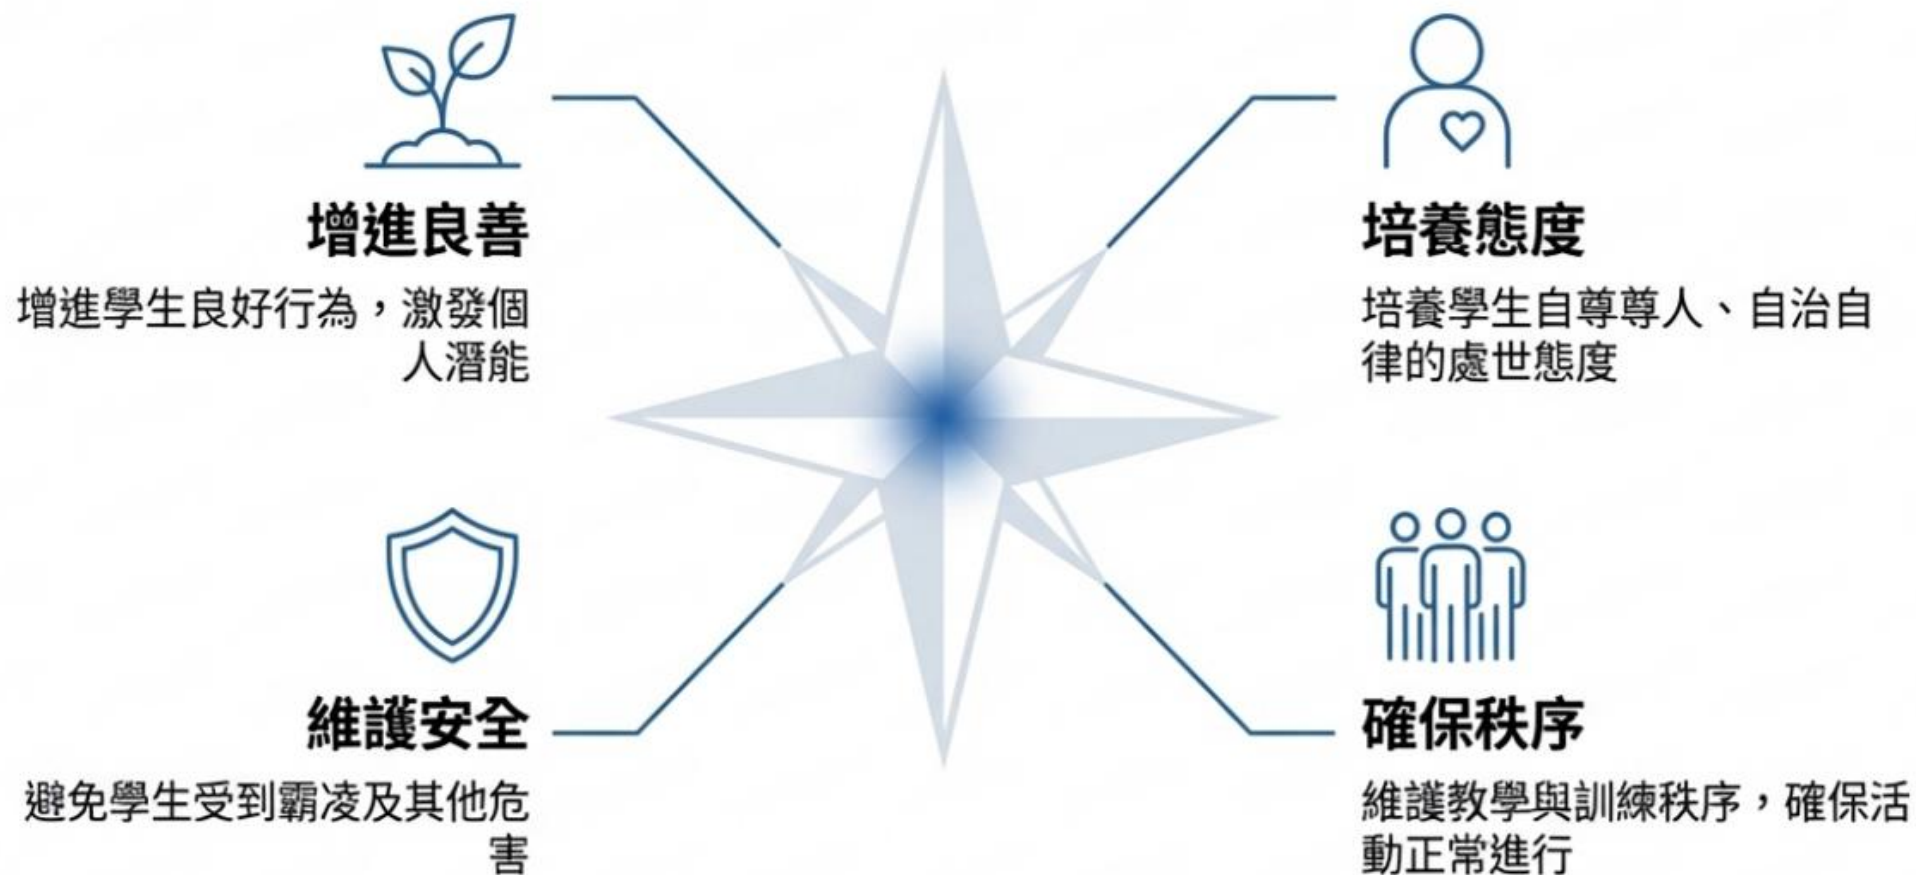 增進良善
增進學生良好行為，激發個
人潛能
培養態度
培養學生自尊尊人、自治自
律的處世態度
維護安全
避免學生受到霸凌及其他危
害
確保秩序
維護教學與訓練秩序，確保活
動正常進行